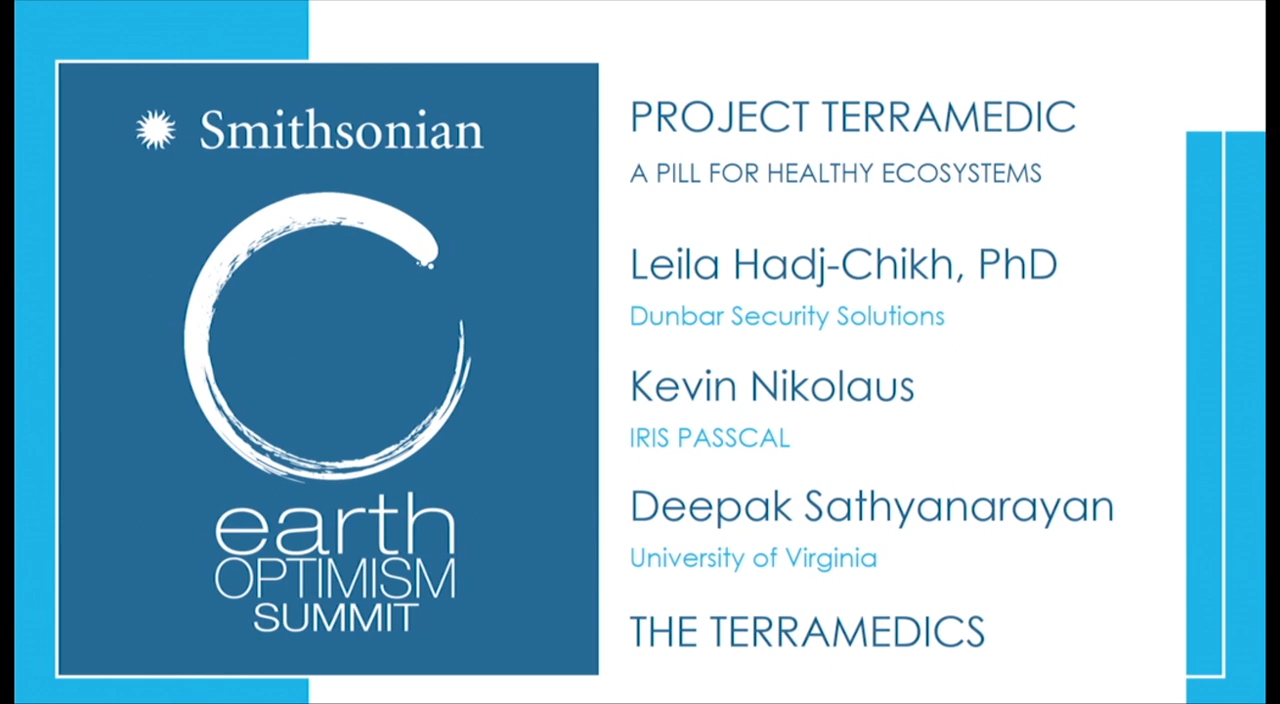 Smithsonian
earth
OPTIMISM
SUMMIT
PROJECT TERRAMEDIC
A PILL FOR HEALTHY ECOSYSTEMS
Leila Hadj-Chikh, PhD
Dunbar Security Solutions
Kevin Nikolaus
IRIS PASSCAL
Deepak Sathyanarayan
University of Virginia
THE TERRAMEDICS